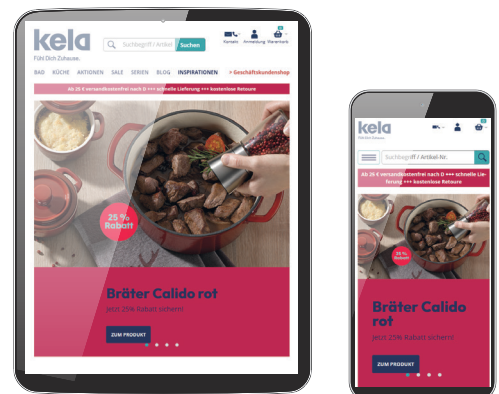 kela
Fühl Dich Zuhause.
Suchbegriff / Artikel
Suchen
Kontakt Anmeldung Warenkorb
BAD KÜCHE AKTIONEN SALE SERIEN BLOG INSPIRATIONEN > Geschäftskundenshop
Ab 25 € versandkostenfrei nach D +++ schnelle Lieferung +++ kostenlose Retoure
25 %
Rabatt
Bräter Calido rot
Jetzt 25% Rabatt sichern!
ZUM PRODUKT
kela
Fühl Dich Zuhause.
Suchbegriff / Artikel-Nr.
Ab 25 € versandkostenfrei nach D +++ schnelle Lie-
ferung +++ kostenlose Retoure
25 %
Rabatt
Bräter Calido
rot
Jetzt 25% Rabatt sichern!
ZUM PRODUKT